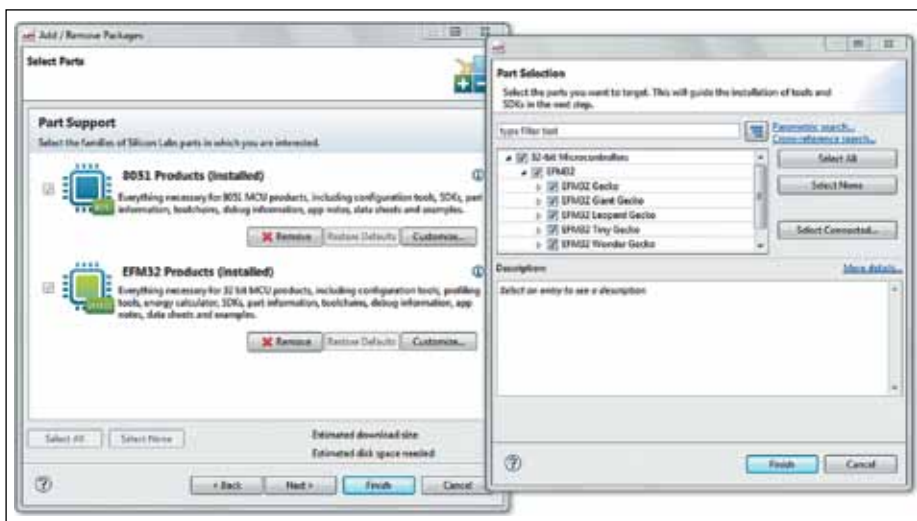 Add / Remove Packages
Select Parts
Part Support
Select the families of Silicon Labs parts in which you are interested.
8051 Products (Installed)
Everything necessary for 8051 MCU products, including configuration tools, SDKs, part
information, toolchains, debug information, app notes, data sheets and examples.
Remove
Restore Defaults
Customize...
EFM32 Products (Installed)
Everything necessary for 32 bit MCU products, including configuration tools, profiling
tools, energy calculator, SDKs, part information, toolchains, debug information, app
notes, data sheets and examples.
Remove
Restore Defaults
Customize...
Select All
Select None
Estimated download size
Estimated disk space needed
< Back
Next >
Finish
Cancel
Part Selection
Select the parts you want to target. This will guide the installation of tools and
SDKs in the next step.
type filter text
Parametric search...
Cross-reference search...
32-bit Microcontrollers
EFM32
EFM32 Gecko
EFM32 Giant Gecko
EFM32 Leopard Gecko
EFM32 Tiny Gecko
EFM32 Wonder Gecko
Select All
Select None
Select Connected...
Description
More details...
Select an entry to see a description
Finish
Cancel